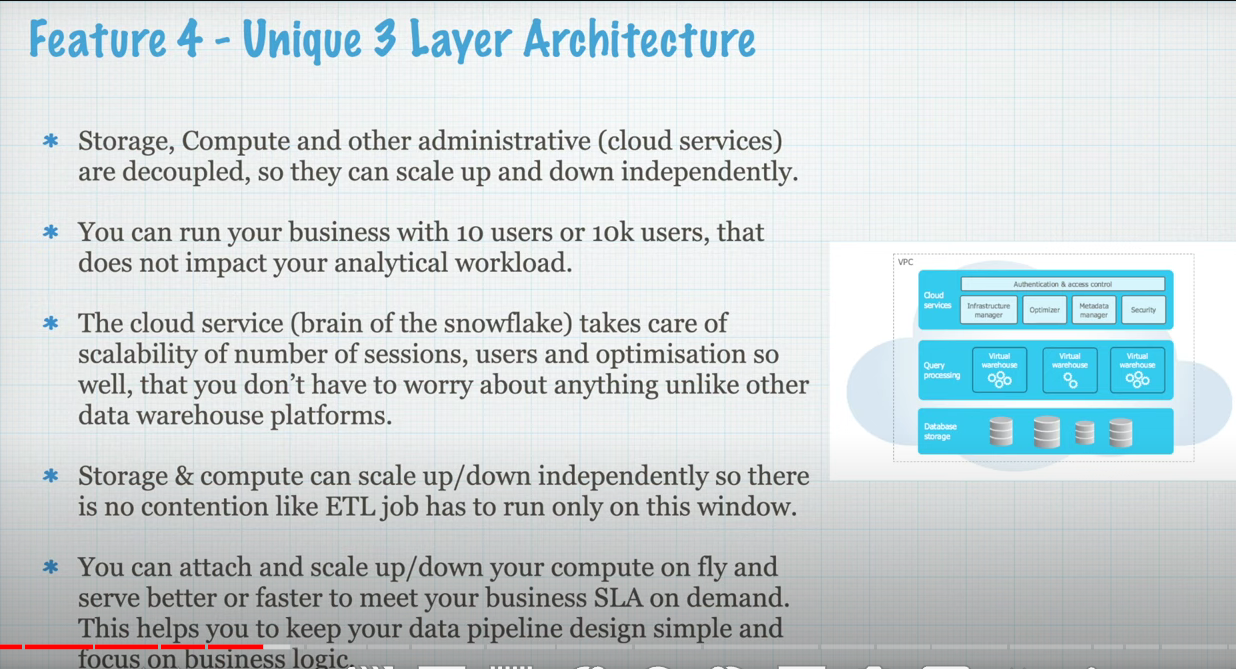 Feature 4 - Unique 3 Layer Architecture
* Storage, Compute and other administrative (cloud services)
are decoupled, so they can scale up and down independently.
* You can run your business with 10 users or 10k users, that
does not impact your analytical workload.
* The cloud service (brain of the snowflake) takes care of
scalability of number of sessions, users and optimisation so
well, that you don't have to worry about anything unlike other
data warehouse platforms.
* Storage & compute can scale up/down independently so there
is no contention like ETL job has to run only on this window.
* You can attach and scale up/down your compute on fly and
serve better or faster to meet your business SLA on demand.
This helps you to keep your data pipeline design simple and
focus on business logic
VPC
Cloud
services
Authentication & access control
Infrastructure
manager
Optimizer
Metadata
manager
Security
Query
processing
Virtual
warehouse
Virtual
warehouse
Virtual
warehouse
Database
storage